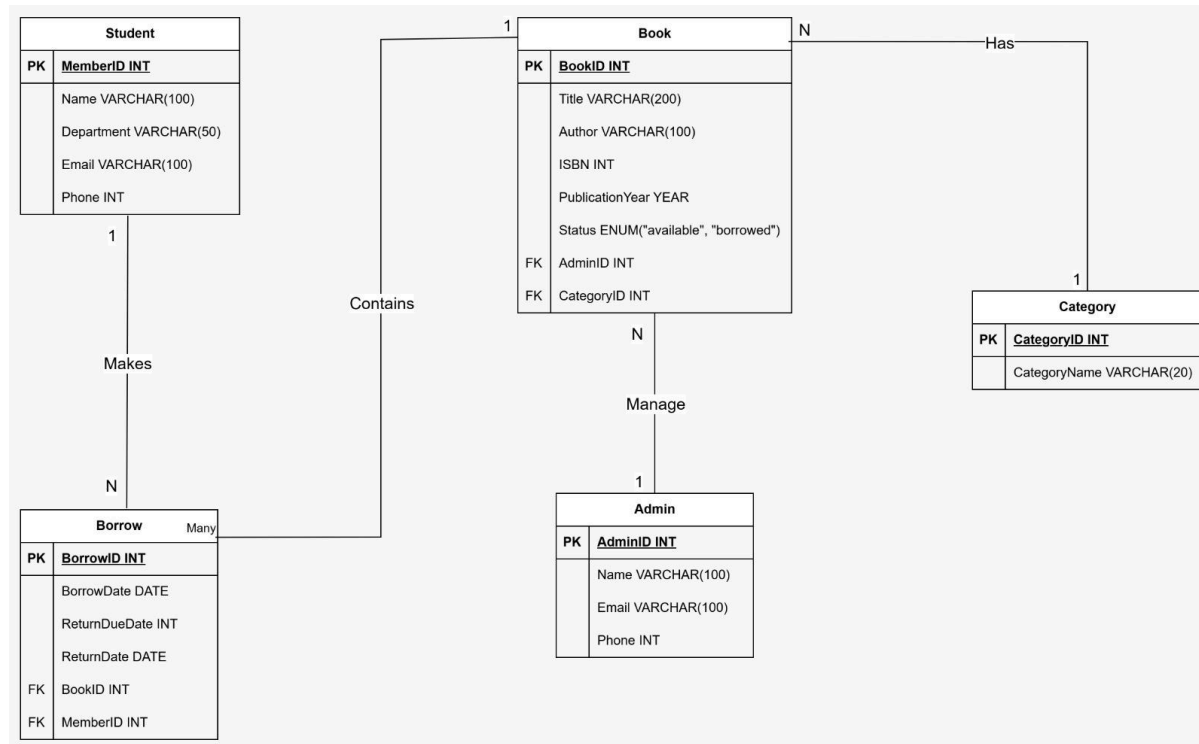 Student
PK MemberID INT
Name VARCHAR(100)
Department VARCHAR(50)
Email VARCHAR(100)
Phone INT
1
Makes
N
Borrow Many
PK BorrowID INT
BorrowDate DATE
ReturnDueDate INT
ReturnDate DATE
FK BookID INT
FK MemberID INT
Contains
1
Book
PK BookID INT
Title VARCHAR(200)
Author VARCHAR(100)
ISBN INT
PublicationYear YEAR
Status ENUM("available", "borrowed")
FK AdminID INT
FK CategoryID INT
N
Manage
1
Admin
PK AdminID INT
Name VARCHAR(100)
Email VARCHAR(100)
Phone INT
N
Has
1
Category
PK CategoryID INT
CategoryName VARCHAR(20)